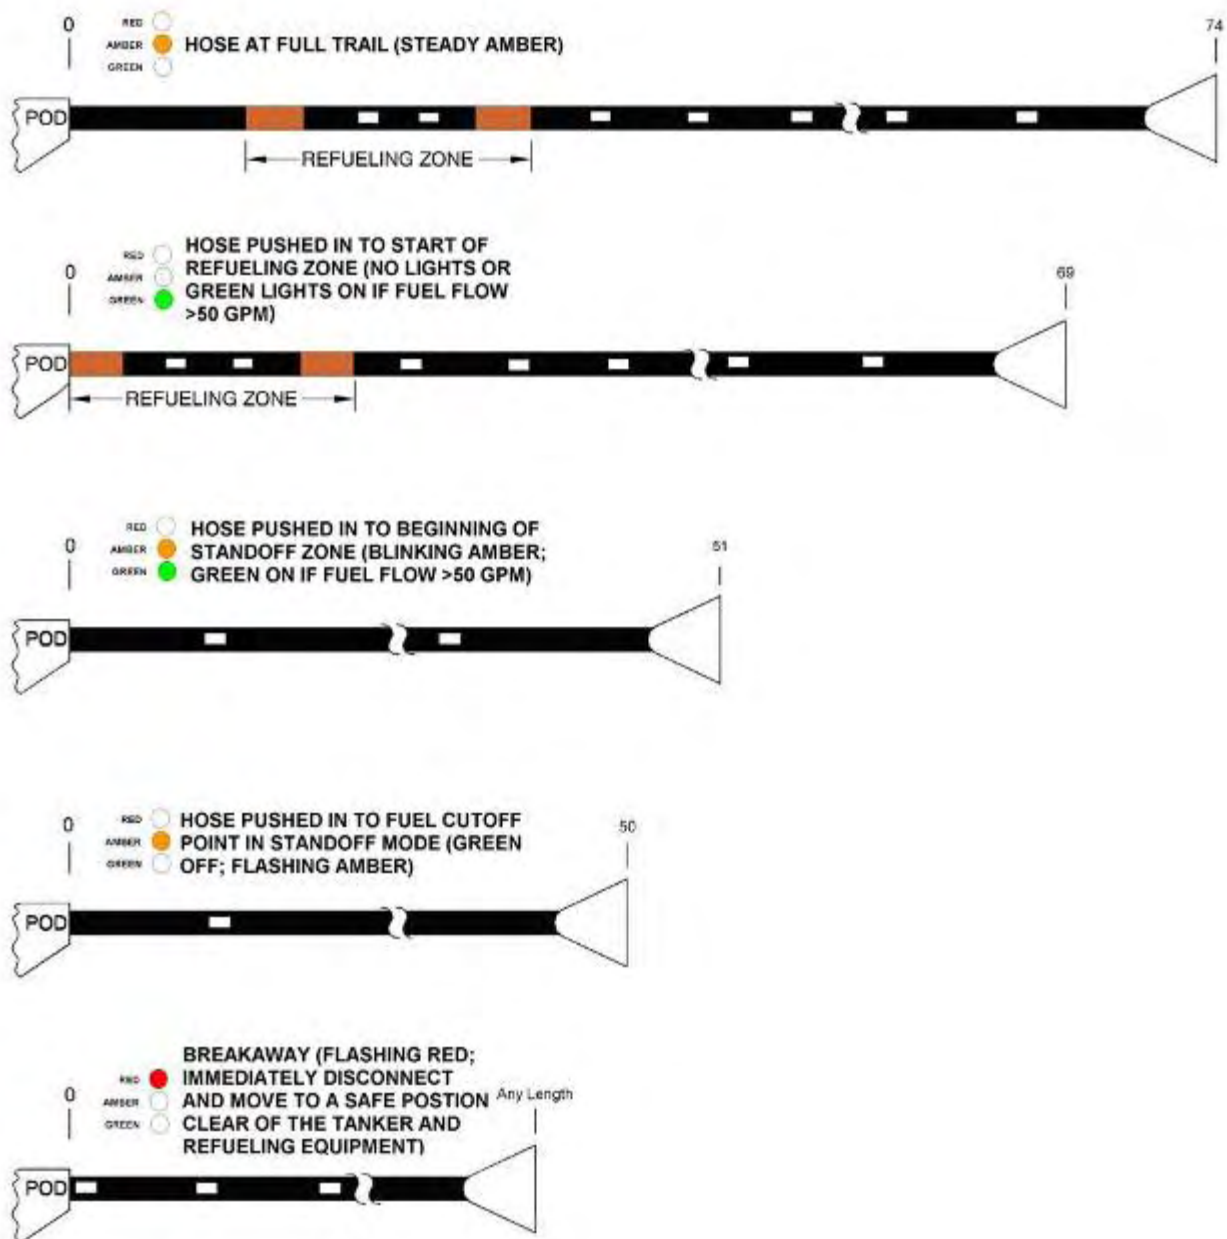 0
74
RED
AMBER
GREEN
HOSE AT FULL TRAIL (STEADY AMBER)
POD
REFUELING ZONE
0
69
RED
AMBER
GREEN
HOSE PUSHED IN TO START OF
REFUELING ZONE (NO LIGHTS OR
GREEN LIGHTS ON IF FUEL FLOW
>50 GPM)
POD
REFUELING ZONE
0
51
RED
AMBER
GREEN
HOSE PUSHED IN TO BEGINNING OF
STANDOFF ZONE (BLINKING AMBER;
GREEN ON IF FUEL FLOW >50 GPM)
POD
0
50
RED
AMBER
GREEN
HOSE PUSHED IN TO FUEL CUTOFF
POINT IN STANDOFF MODE (GREEN
OFF; FLASHING AMBER)
POD
0
Any Length
RED
AMBER
GREEN
BREAKAWAY (FLASHING RED;
IMMEDIATELY DISCONNECT
AND MOVE TO A SAFE POSTION
CLEAR OF THE TANKER AND
REFUELING EQUIPMENT)
POD